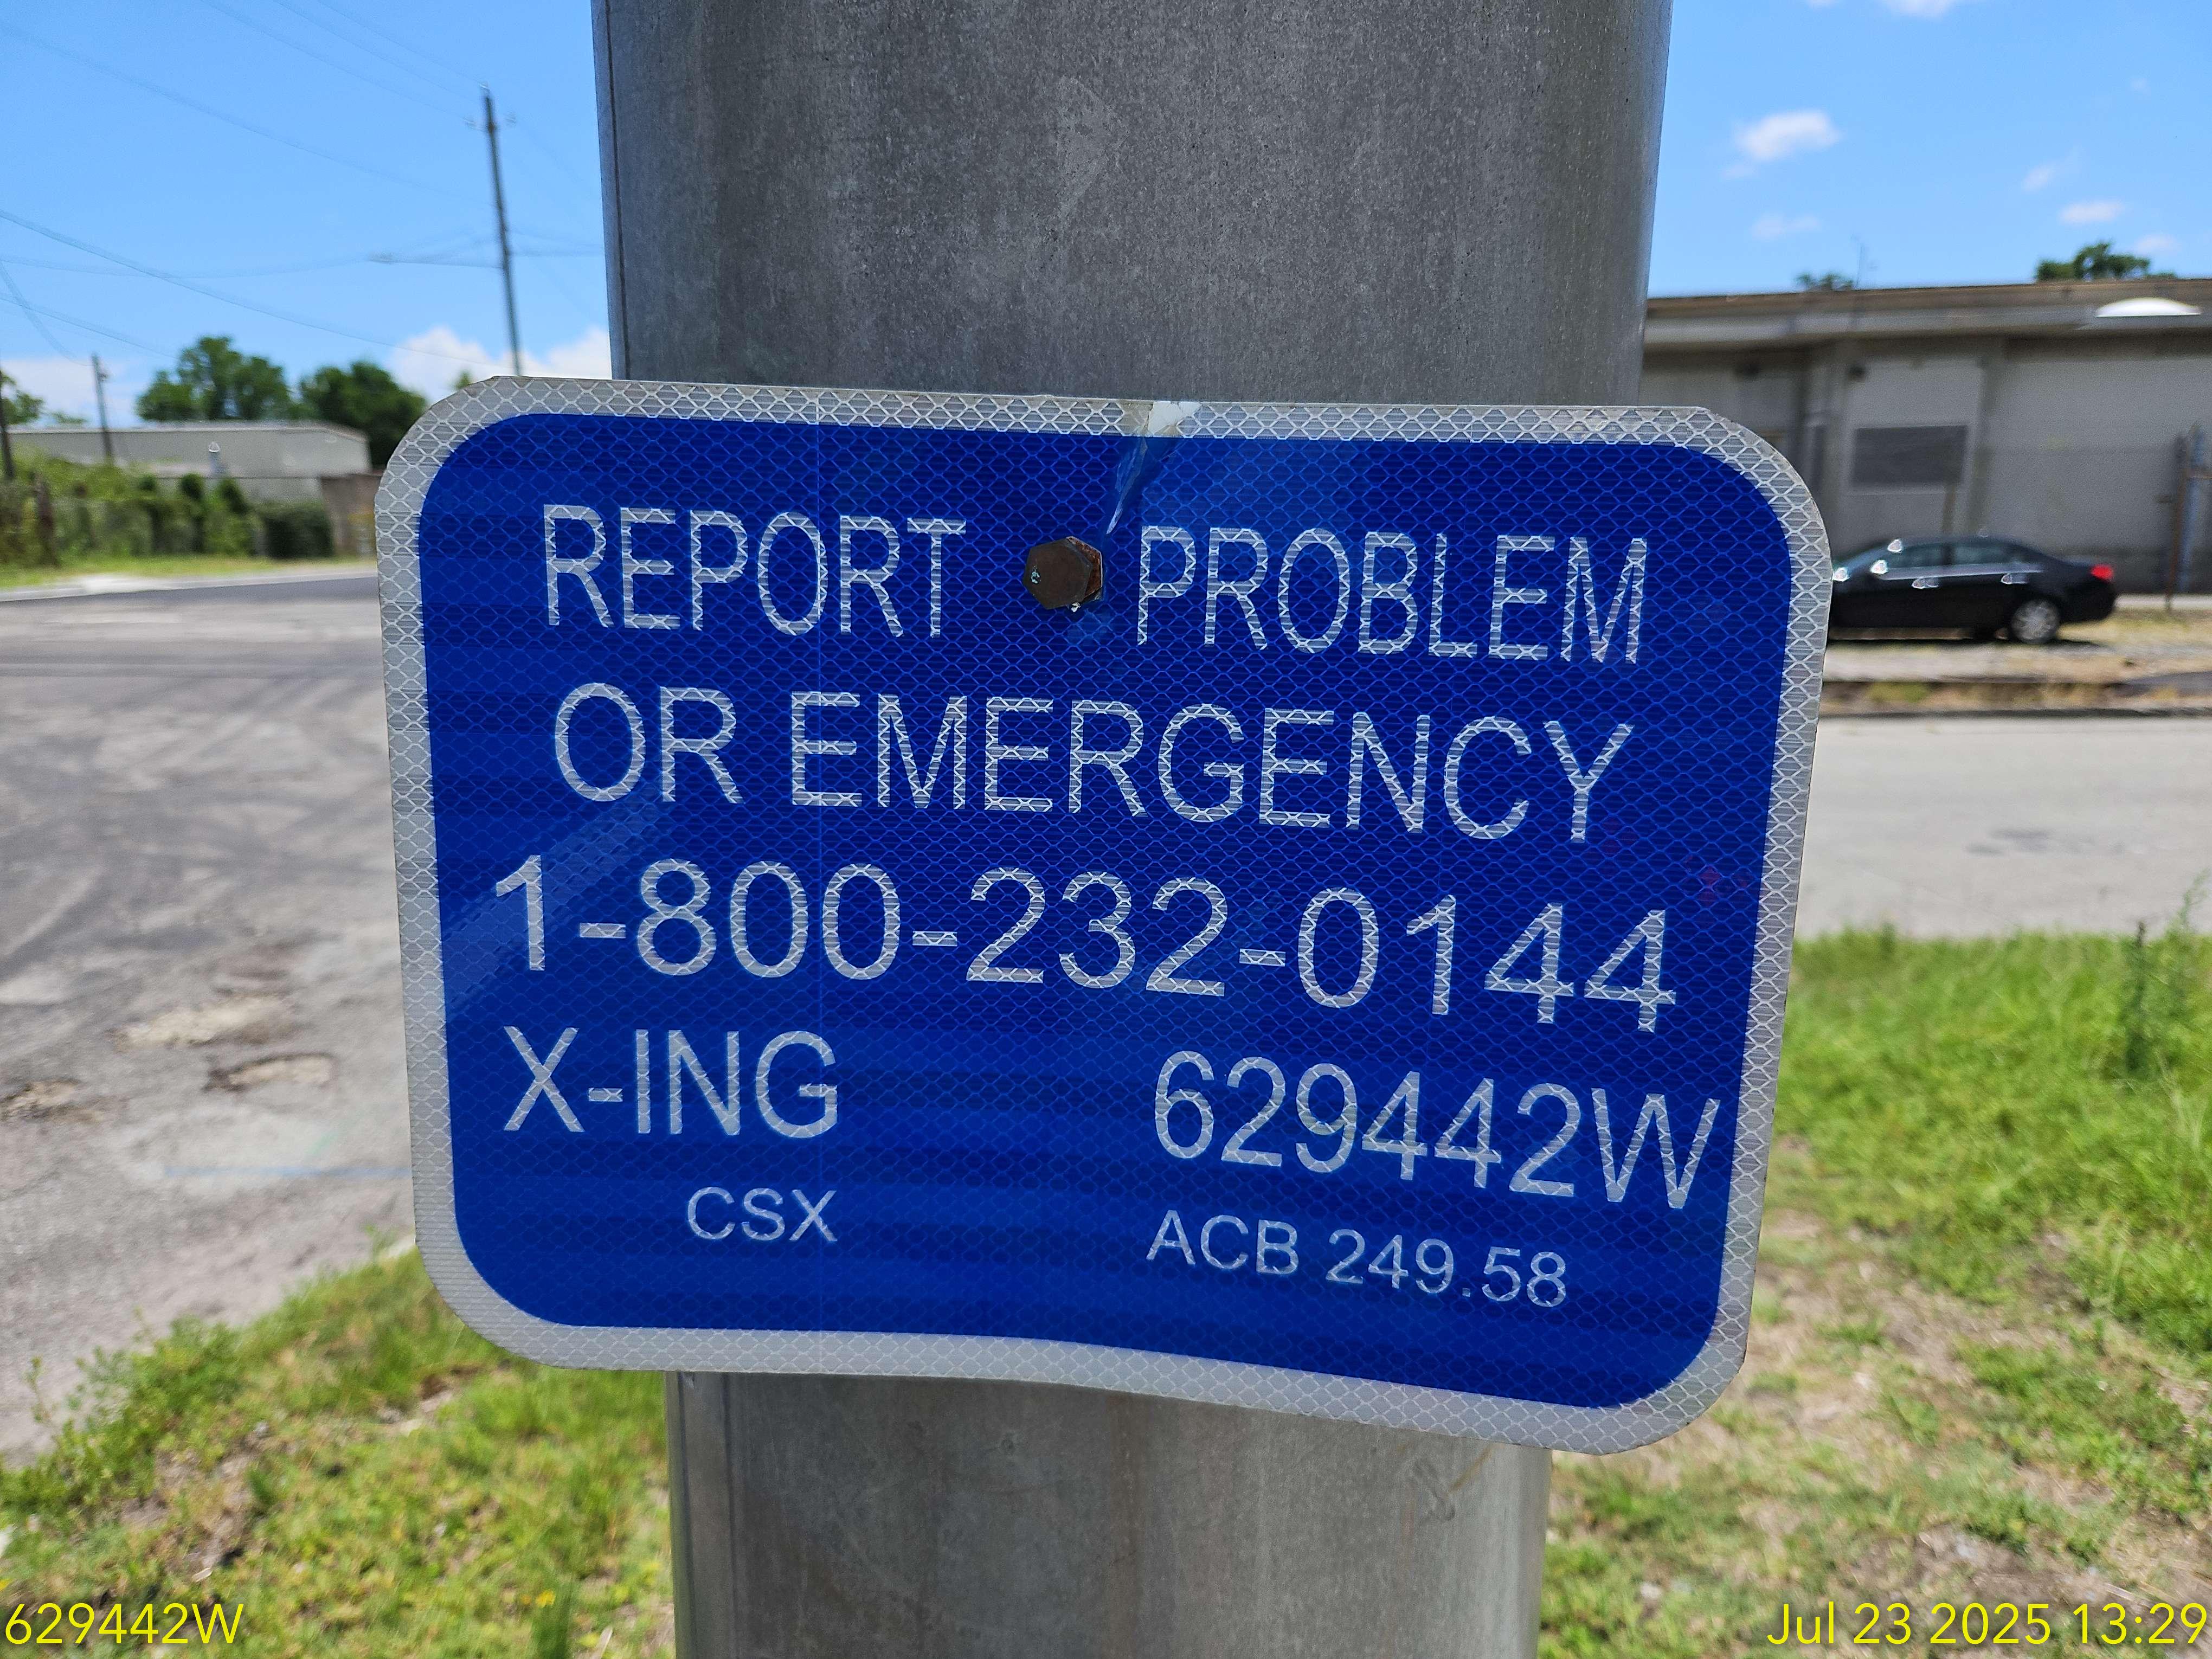 REPORT PROBLEM
OR EMERGENCY
1-800-232-0144
X-ING 629442W
CSX ACB 249.58
629442W Jul 23 2025 13:29